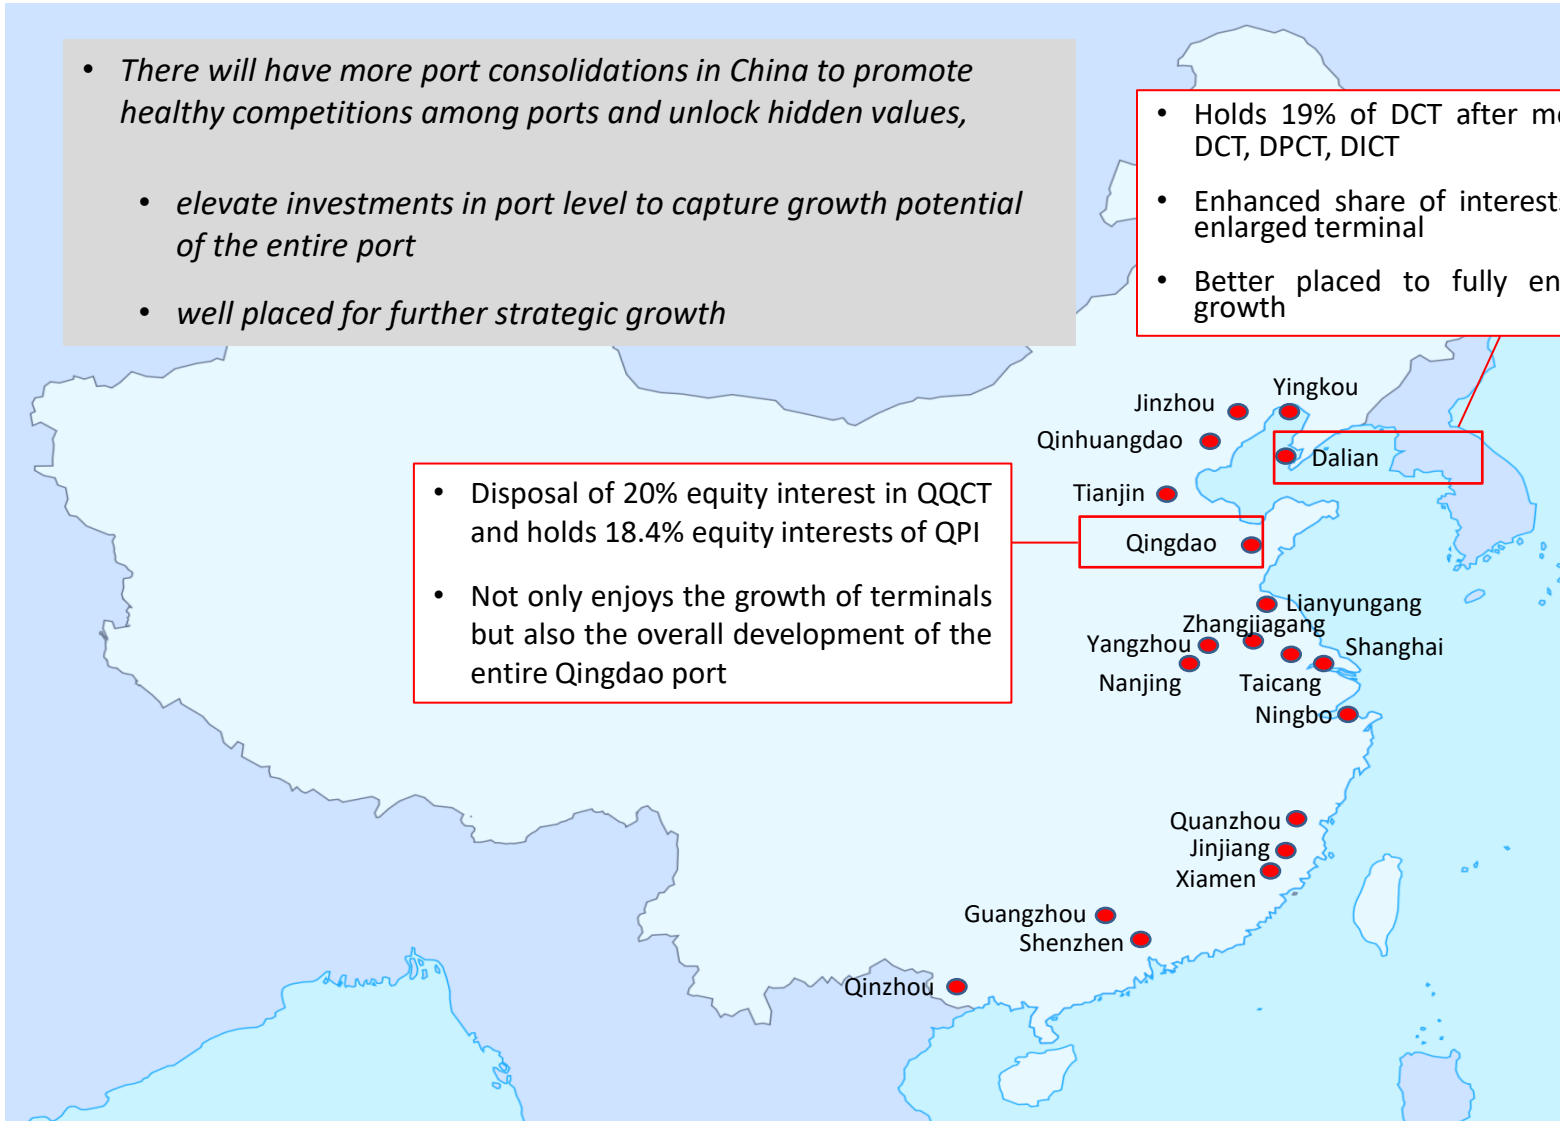 • There will have more port consolidations in China to promote
healthy competitions among ports and unlock hidden values,
• elevate investments in port level to capture growth potential
of the entire port
• well placed for further strategic growth
• Holds 19% of DCT after
DCT, DPCT, DICT
• Enhanced share of
enlarged terminal
• Better placed to fully
growth
Yingkou
Jinzhou
Qinhuangdao
Dalian
Tianjin
• Disposal of 20% equity interest in QQCT
and holds 18.4% equity interests of QPI
• Not only enjoys the growth of terminals
but also the overall development of the
entire Qingdao port
Qingdao
Lianyungang
Zhangjiagang
Yangzhou
Shanghai
Nanjing
Taicang
Ningbo
Quanzhou
Jinjiang
Xiamen
Guangzhou
Shenzhen
Qinzhou